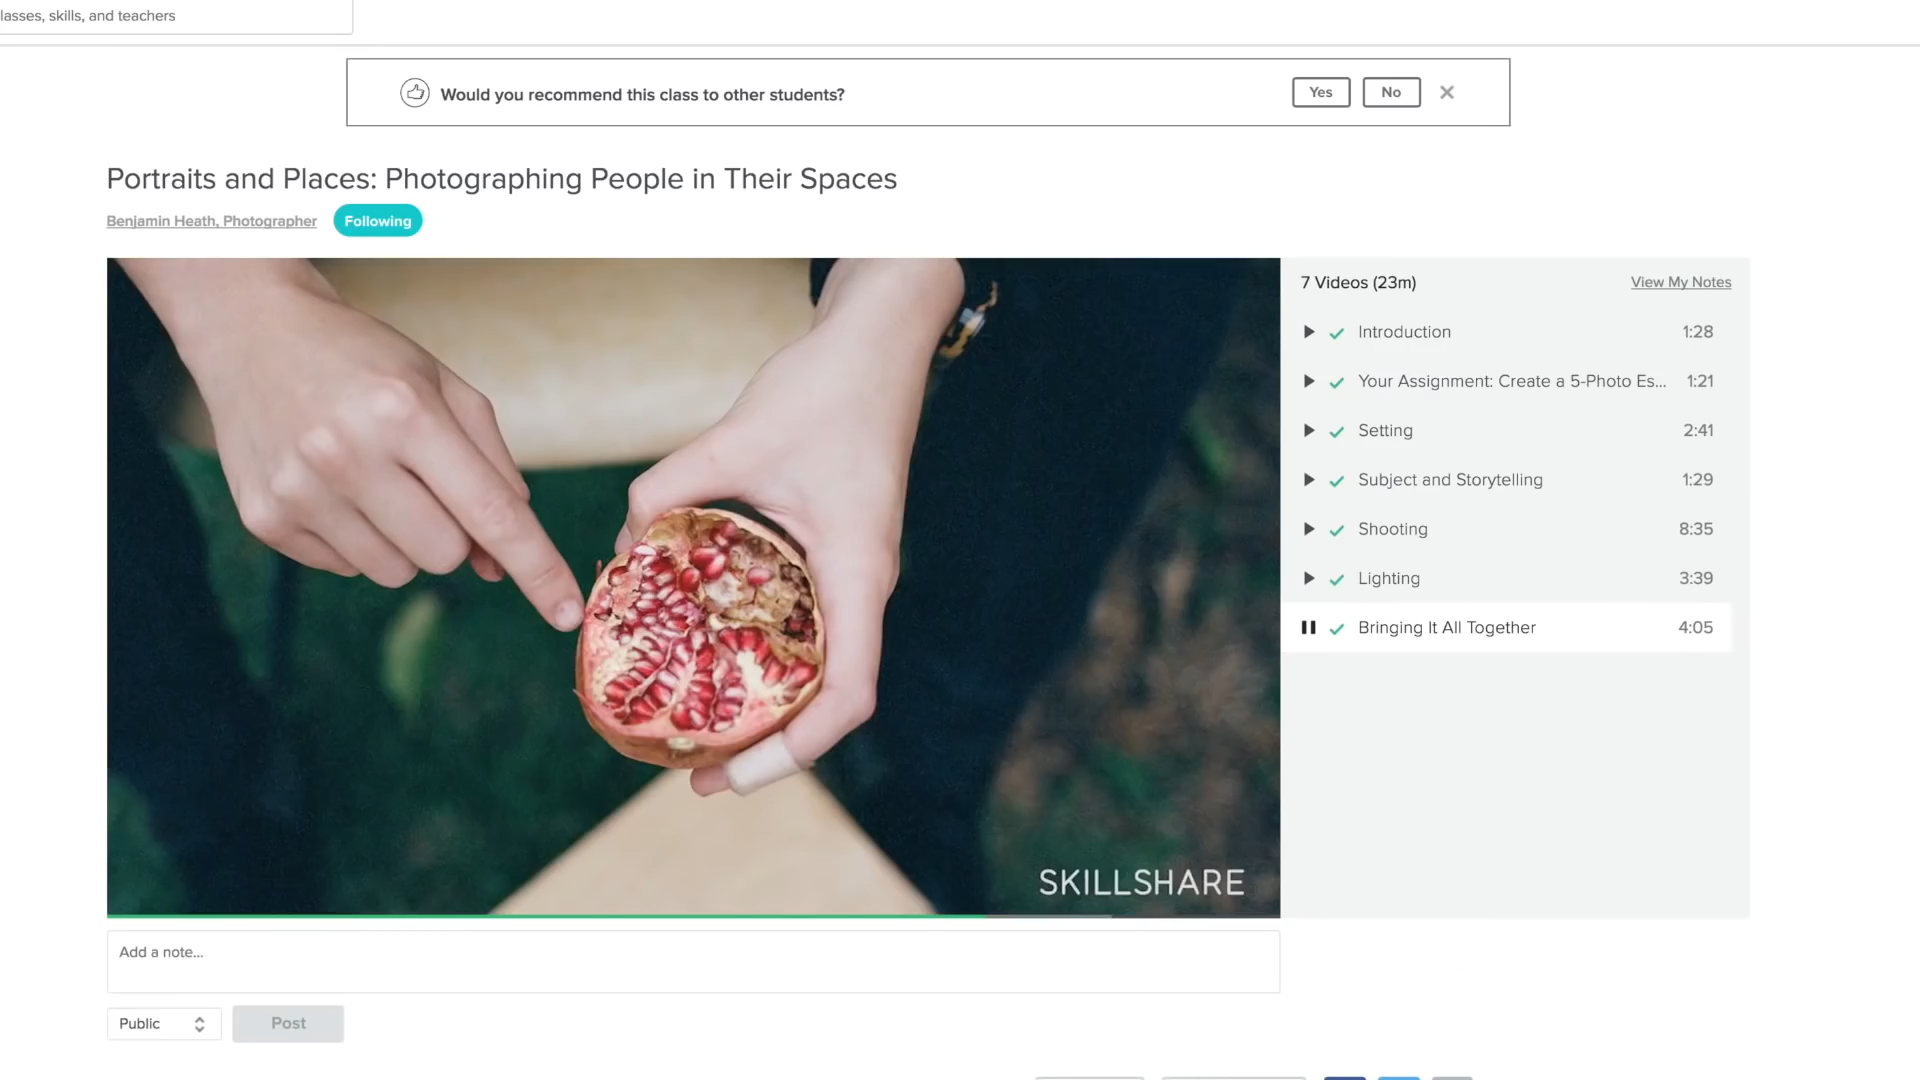 lasses, skills, and teachers
Would you recommend this class to other students?
Yes
No
Portraits and Places: Photographing People in Their Spaces
Benjamin Heath, Photographer
Following
SKILLSHARE
7 Videos (23m)
View My Notes
Introduction 1:28
Your Assignment: Create a 5-Photo Es... 1:21
Setting 2:41
Subject and Storytelling 1:29
Shooting 8:35
Lighting 3:39
Bringing It All Together 4:05
Add a note...
Public
Post